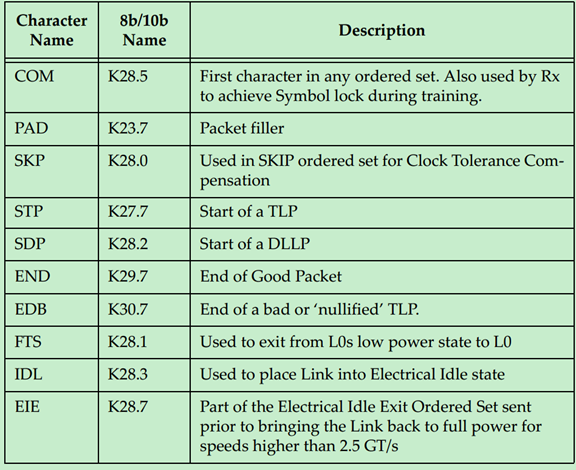 Character Name 8b/10b Name Description
COM K28.5 First character in any ordered set. Also used by Rx
to achieve Symbol lock during training.
PAD K23.7 Packet filler
SKP K28.0 Used in SKIP ordered set for Clock Tolerance Com-
pensation
STP K27.7 Start of a TLP
SDP K28.2 Start of a DLLP
END K29.7 End of Good Packet
EDB K30.7 End of a bad or ‘nullified’ TLP.
FTS K28.1 Used to exit from L0s low power state to L0
IDL K28.3 Used to place Link into Electrical Idle state
EIE K28.7 Part of the Electrical Idle Exit Ordered Set sent
prior to bringing the Link back to full power for
speeds higher than 2.5 GT/s